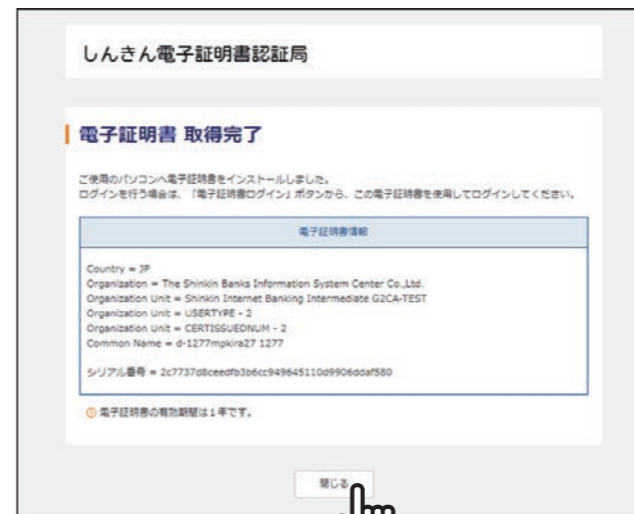 しんきん電子証明書認証局
電子証明書 取得完了
ご使用のパソコンへ電子証明書をインストールしました。
ログインを行う場合は、「電子証明書ログイン」ボタンから、この電子証明書を使用してログインしてください。
電子証明書情報
Country = JP
Organization = The Shinkin Banks Information System Center Co.,Ltd.
Organization Unit = Shinkin Internet Banking Intermediate G2CA-TEST
Organization Unit = USERTYPE - 2
Organization Unit = CERTISSUEDNUM - 2
Common Name = d-1277mpkira27 1277
シリアル番号 = 2c7737d8ceedfb3b6cc949645110d9906ddaf580
電子証明書の有効期間は1年です。
閉じる